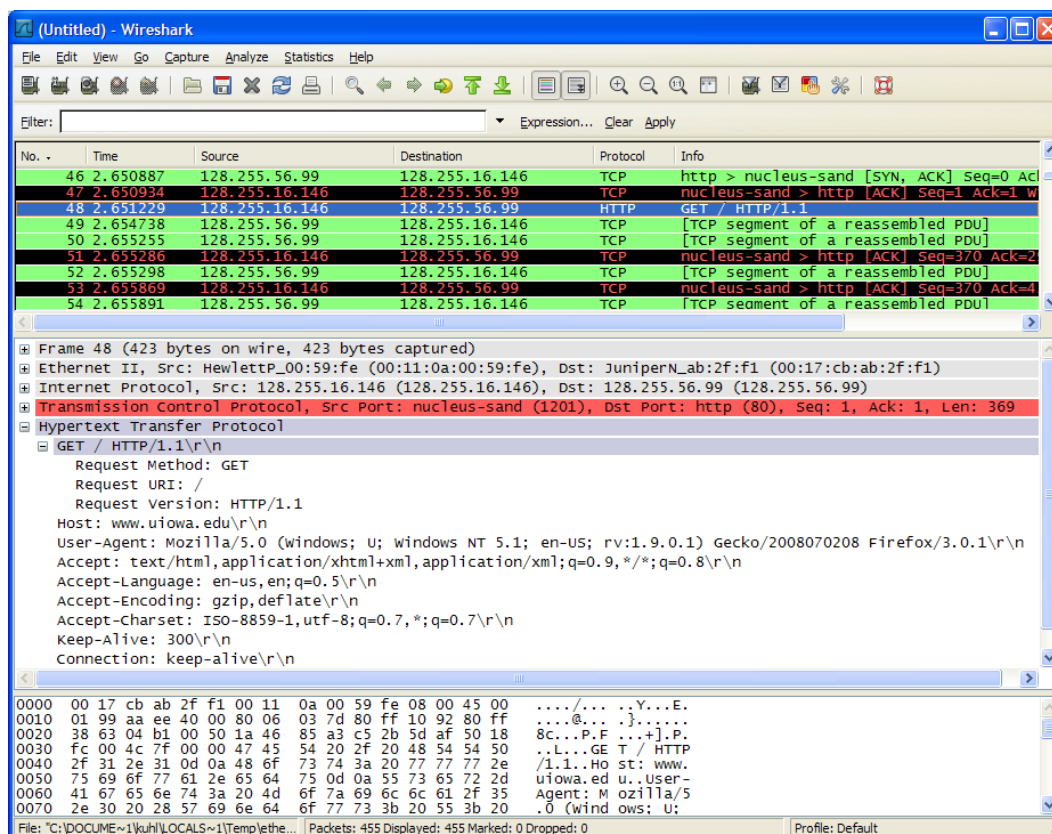 (Untitled) - Wireshark
File Edit View Go Capture Analyze Statistics Help
Filter: Expression... Clear Apply
No. Time Source Destination Protocol Info
46 2.650887 128.255.56.99 128.255.16.146 TCP http > nucleus-sand [SYN, ACK] Seq=0 Ac
47 2.650934 128.255.16.146 128.255.56.99 TCP nucleus-sand > http [ACK] Seq=1 Ack=1 W
48 2.651229 128.255.16.146 128.255.56.99 HTTP GET / HTTP/1.1
49 2.654738 128.255.56.99 128.255.16.146 TCP [TCP segment of a reassembled PDU]
50 2.655255 128.255.56.99 128.255.16.146 TCP [TCP segment of a reassembled PDU]
51 2.655286 128.255.16.146 128.255.56.99 TCP nucleus-sand > http [ACK] Seq=370 Ack=2
52 2.655298 128.255.56.99 128.255.16.146 TCP [TCP segment of a reassembled PDU]
53 2.655869 128.255.16.146 128.255.56.99 TCP nucleus-sand > http [ACK] Seq=370 Ack=4
54 2.655891 128.255.56.99 128.255.16.146 TCP [TCP segment of a reassembled PDU]
Frame 48 (423 bytes on wire, 423 bytes captured)
Ethernet II, Src: HewlettP_00:59:fe (00:11:0a:00:59:fe), Dst: JuniperN_ab:2f:f1 (00:17:cb:ab:2f:f1)
Internet Protocol, Src: 128.255.16.146 (128.255.16.146), Dst: 128.255.56.99 (128.255.56.99)
Transmission Control Protocol, Src Port: nucleus-sand (1201), Dst Port: http (80), Seq: 1, Ack: 1, Len: 369
Hypertext Transfer Protocol
GET / HTTP/1.1\r\n
Request Method: GET
Request URI: /
Request Version: HTTP/1.1
Host: www.uiowa.edu\r\n
User-Agent: Mozilla/5.0 (Windows; U; Windows NT 5.1; en-US; rv:1.9.0.1) Gecko/2008070208 Firefox/3.0.1\r\n
Accept: text/html,application/xhtml+xml,application/xml;q=0.9,*/*;q=0.8\r\n
Accept-Language: en-us,en;q=0.5\r\n
Accept-Encoding: gzip,deflate\r\n
Accept-Charset: ISO-8859-1,utf-8;q=0.7,*;q=0.7\r\n
Keep-Alive: 300\r\n
Connection: keep-alive\r\n
0000 00 17 cb ab 2f f1 00 11 0a 00 59 fe 08 00 45 00 ..../... ..Y...E.
0010 01 99 aa ee 40 00 80 06 03 7d 80 ff 10 92 80 ff ....@... .}......
0020 38 63 04 b1 00 50 1a 46 85 a3 c5 2b 5d af 50 18 8c...P.F ...+].P.
0030 fc 00 4c 7f 00 00 47 45 54 20 2f 20 48 54 54 50 ..L...GE T / HTTP
0040 2f 31 2e 31 0d 0a 48 6f 73 74 3a 20 77 77 77 2e /1.1..Ho st: www.
0050 75 69 6f 77 61 2e 65 64 75 0d 0a 55 73 65 72 2d uiowa.ed u..User-
0060 41 67 65 6e 74 3a 20 4d 6f 7a 69 6c 6c 61 2f 35 Agent: M ozilla/5
0070 2e 30 20 28 57 69 6e 64 6f 77 73 3b 20 55 3b 20 .0 (Wind ows; U;
File: "C:\DOCUME~1\kuhl\LOCALS~1\Temp\ethe... Packets: 455 Displayed: 455 Marked: 0 Dropped: 0 Profile: Default